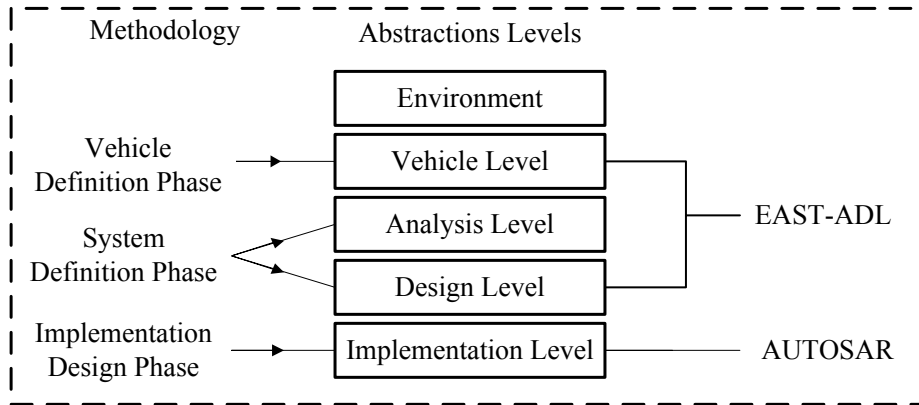 Methodology
Abstractions Levels
Environment
Vehicle
Definition Phase
Vehicle Level
System
Definition Phase
Analysis Level
Design Level
EAST-ADL
Implementation
Design Phase
Implementation Level
AUTOSAR